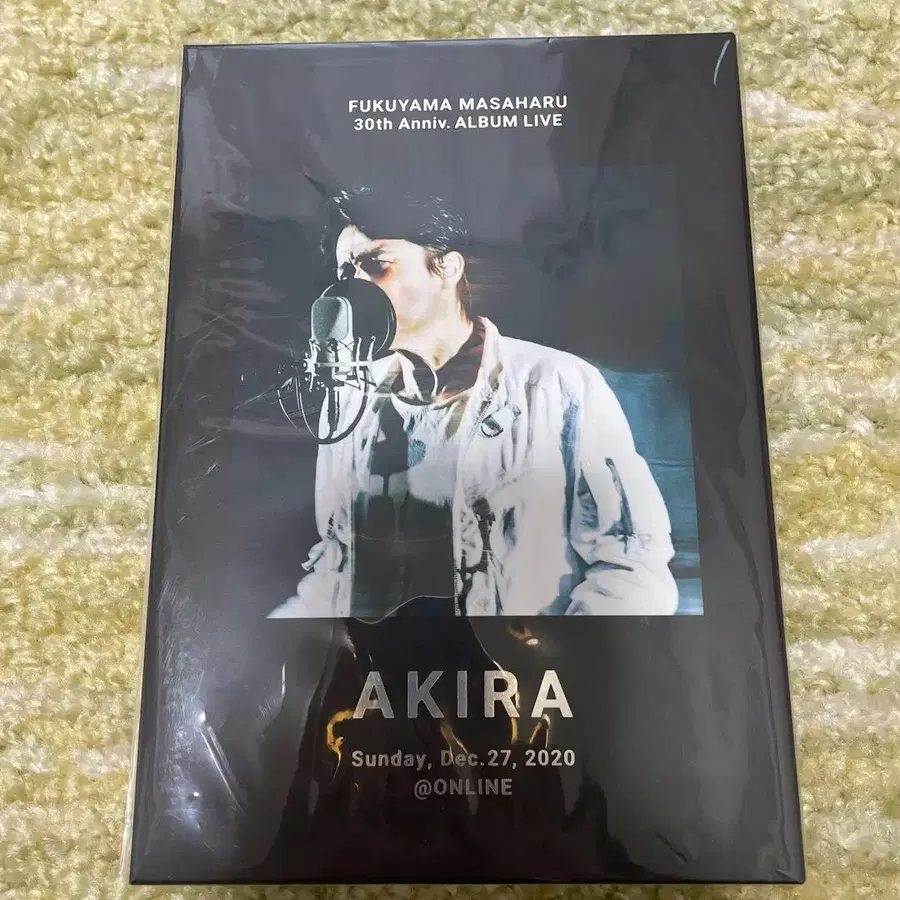 FUKUYAMA MASAHARU
30th Anniv. ALBUM LIVE
AKIRA
Sunday, Dec.27, 2020
@ONLINE